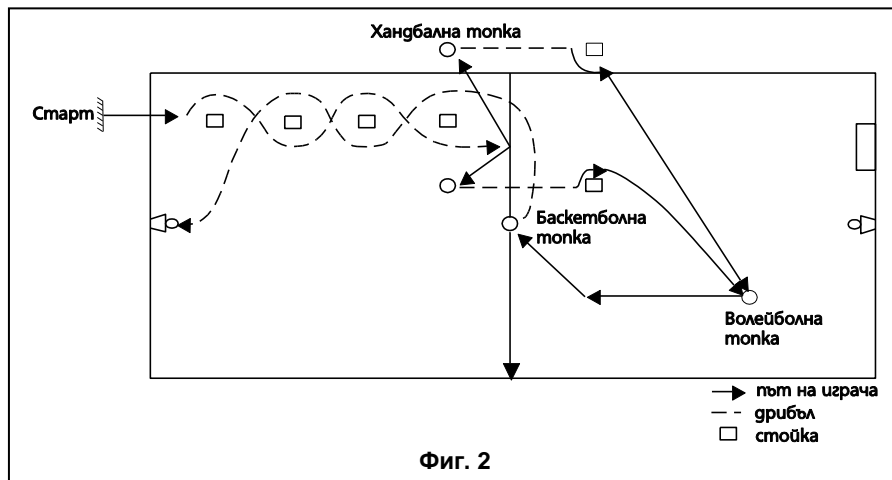 Хандбална топка
Старт
Баскетболна
топка
Волейболна
топка
път на играча
дрибъл
стойка
Фиг. 2